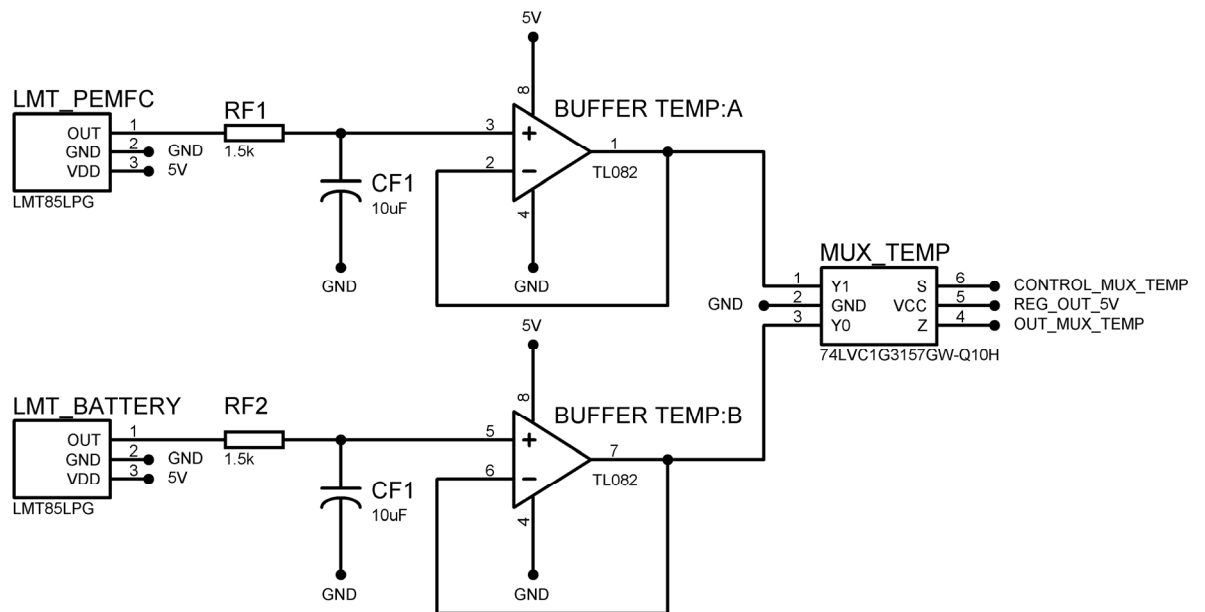 5V
LMT_PEMFC
RF1
8
BUFFER TEMP:A
OUT 1
GND 2 GND
VDD 3 5V
1.5k
3
+
2
−
1
TL082
LMT85LPG
CF1
10uF
4
GND
GND
MUX_TEMP
1 Y1 S 6 CONTROL_MUX_TEMP
GND 2 GND VCC 5 REG_OUT_5V
3 Y0 Z 4 OUT_MUX_TEMP
74LVC1G3157GW-Q10H
5V
LMT_BATTERY
RF2
8
BUFFER TEMP:B
OUT 1
GND 2 GND
VDD 3 5V
1.5k
5
+
6
−
7
TL082
LMT85LPG
CF1
10uF
4
GND
GND